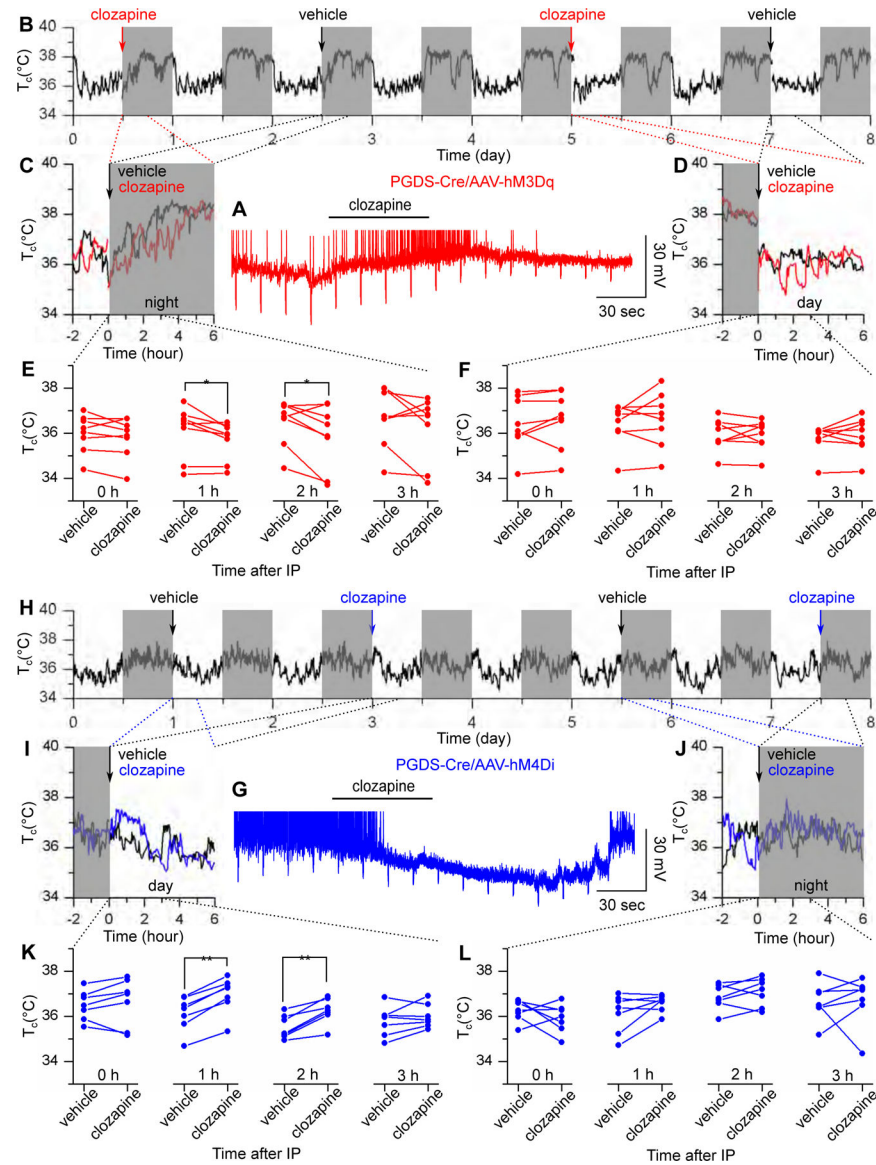 B
clozapine
vehicle
clozapine
vehicle
Tc(°C)
40
38
36
34
0
1
2
3
4
5
6
7
8
Time (day)
C
vehicle
clozapine
Tc(°C)
40
38
36
34
night
-2
0
2
4
6
Time (hour)
PGDS-Cre/AAV-hM3Dq
A
clozapine
30 mV
30 sec
D
vehicle
clozapine
Tc(°C)
40
38
36
34
day
-2
0
2
4
6
Time (hour)
E
Tc(°C)
38
36
34
*
*
0 h
1 h
2 h
3 h
vehicle
clozapine
vehicle
clozapine
vehicle
clozapine
vehicle
clozapine
Time after IP
F
Tc(°C)
38
36
34
0 h
1 h
2 h
3 h
vehicle
clozapine
vehicle
clozapine
vehicle
clozapine
vehicle
clozapine
Time after IP
H
vehicle
clozapine
vehicle
clozapine
Tc(°C)
40
38
36
34
0
1
2
3
4
5
6
7
8
Time (day)
I
vehicle
clozapine
Tc(°C)
40
38
36
34
day
-2
0
2
4
6
Time (hour)
PGDS-Cre/AAV-hM4Di
G
clozapine
30 mV
30 sec
J
vehicle
clozapine
Tc(°C)
40
38
36
34
night
-2
0
2
4
6
Time (hour)
K
Tc(°C)
39
37
35
33
**
**
0 h
1 h
2 h
3 h
vehicle
clozapine
vehicle
clozapine
vehicle
clozapine
vehicle
clozapine
Time after IP
L
Tc(°C)
39
37
35
33
0 h
1 h
2 h
3 h
vehicle
clozapine
vehicle
clozapine
vehicle
clozapine
vehicle
clozapine
Time after IP